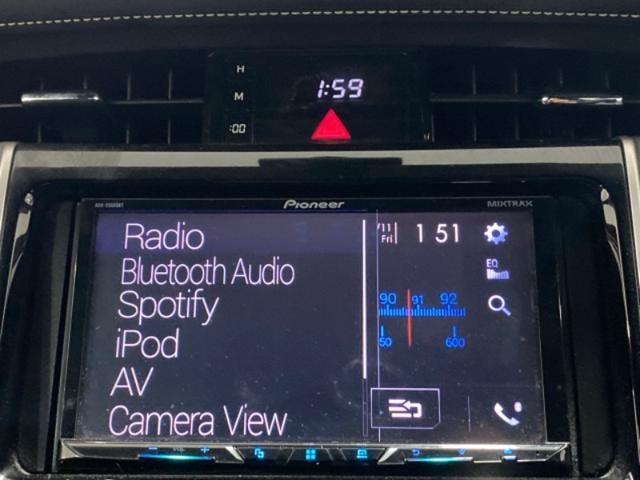 H
1:59
M
:00
Pioneer
MIXTRAX
Radio
Bluetooth Audio
Spotify
iPod
AV
Camera View
/11
Fri
1 51
EQ
90 91 92
50 600